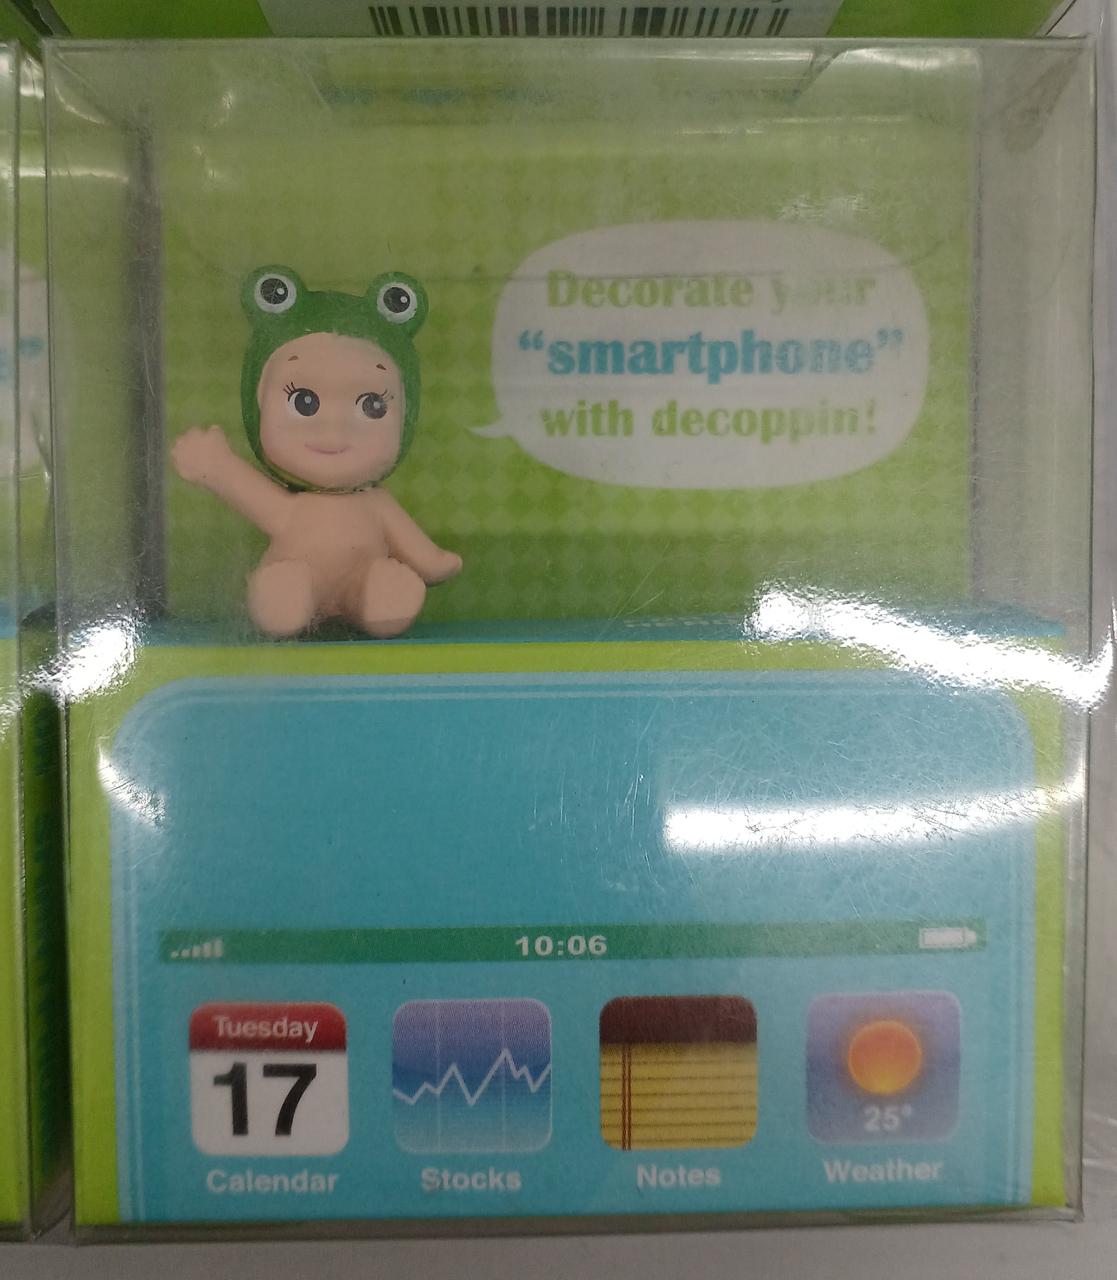 Decorate your
“smartphone”
with decoppin!
10:06
Tuesday
17
25°
Calendar
Stocks
Notes
Weather